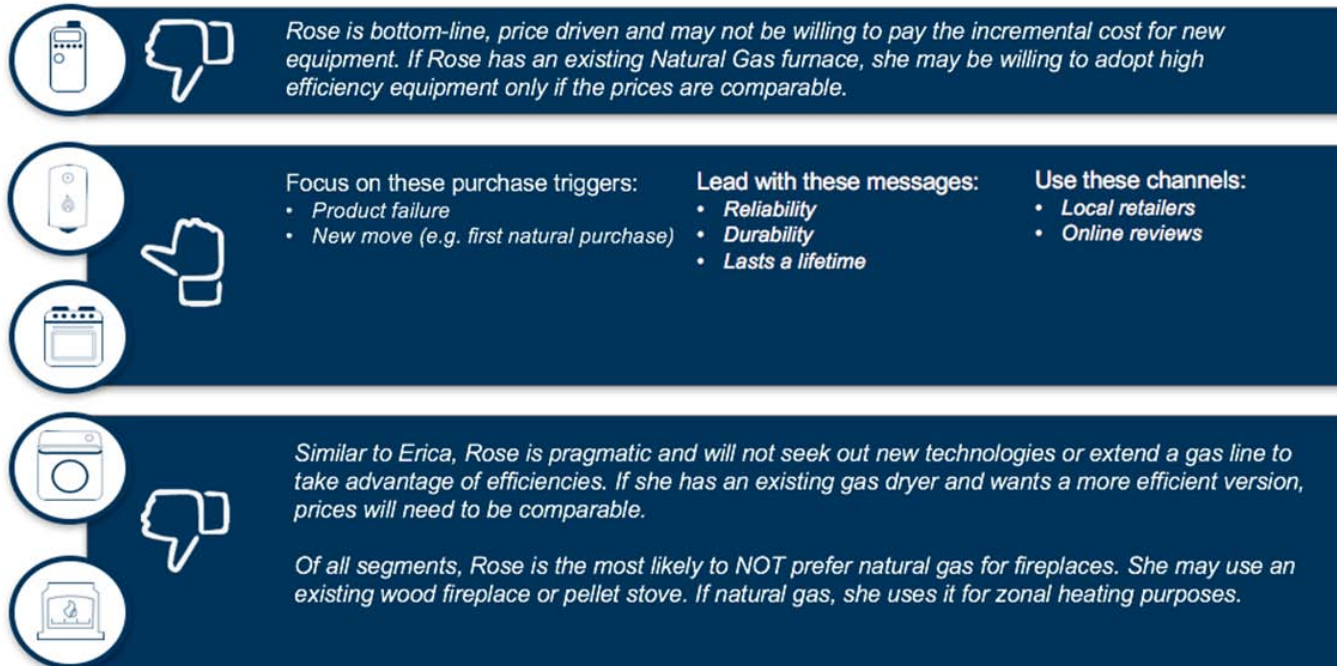 Rose is bottom-line, price driven and may not be willing to pay the incremental cost for new
equipment. If Rose has an existing Natural Gas furnace, she may be willing to adopt high
efficiency equipment only if the prices are comparable.
Focus on these purchase triggers:
• Product failure
• New move (e.g. first natural purchase)
Lead with these messages:
• Reliability
• Durability
• Lasts a lifetime
Use these channels:
• Local retailers
• Online reviews
Similar to Erica, Rose is pragmatic and will not seek out new technologies or extend a gas line to
take advantage of efficiencies. If she has an existing gas dryer and wants a more efficient version,
prices will need to be comparable.
Of all segments, Rose is the most likely to NOT prefer natural gas for fireplaces. She may use an
existing wood fireplace or pellet stove. If natural gas, she uses it for zonal heating purposes.